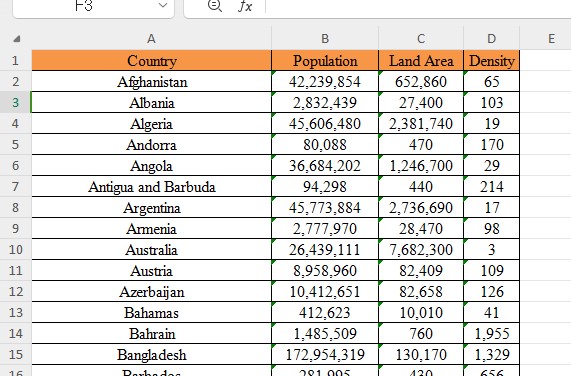 F3 fx
A B C D E
1 Country Population Land Area Density
2 Afghanistan 42,239,854 652,860 65
3 Albania 2,832,439 27,400 103
4 Algeria 45,606,480 2,381,740 19
5 Andorra 80,088 470 170
6 Angola 36,684,202 1,246,700 29
7 Antigua and Barbuda 94,298 440 214
8 Argentina 45,773,884 2,736,690 17
9 Armenia 2,777,970 28,470 98
10 Australia 26,439,111 7,682,300 3
11 Austria 8,958,960 82,409 109
12 Azerbaijan 10,412,651 82,658 126
13 Bahamas 412,623 10,010 41
14 Bahrain 1,485,509 760 1,955
15 Bangladesh 172,954,319 130,170 1,329
16 Barbados 281,995 430 656